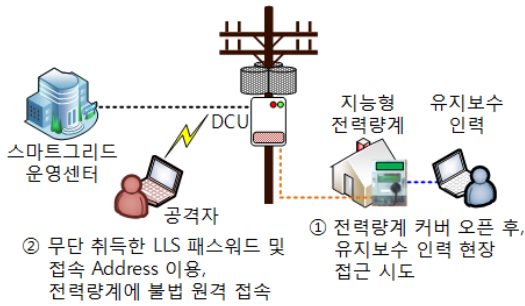 DCU
지능형
전력량계
유지보수
인력
스마트그리드
운영센터
공격자
① 전력량계 커버 오픈 후,
유지보수 인력 현장
접근 시도
② 무단 취득한 LLS 패스워드 및
접속 Address 이용,
전력량계에 불법 원격 접속